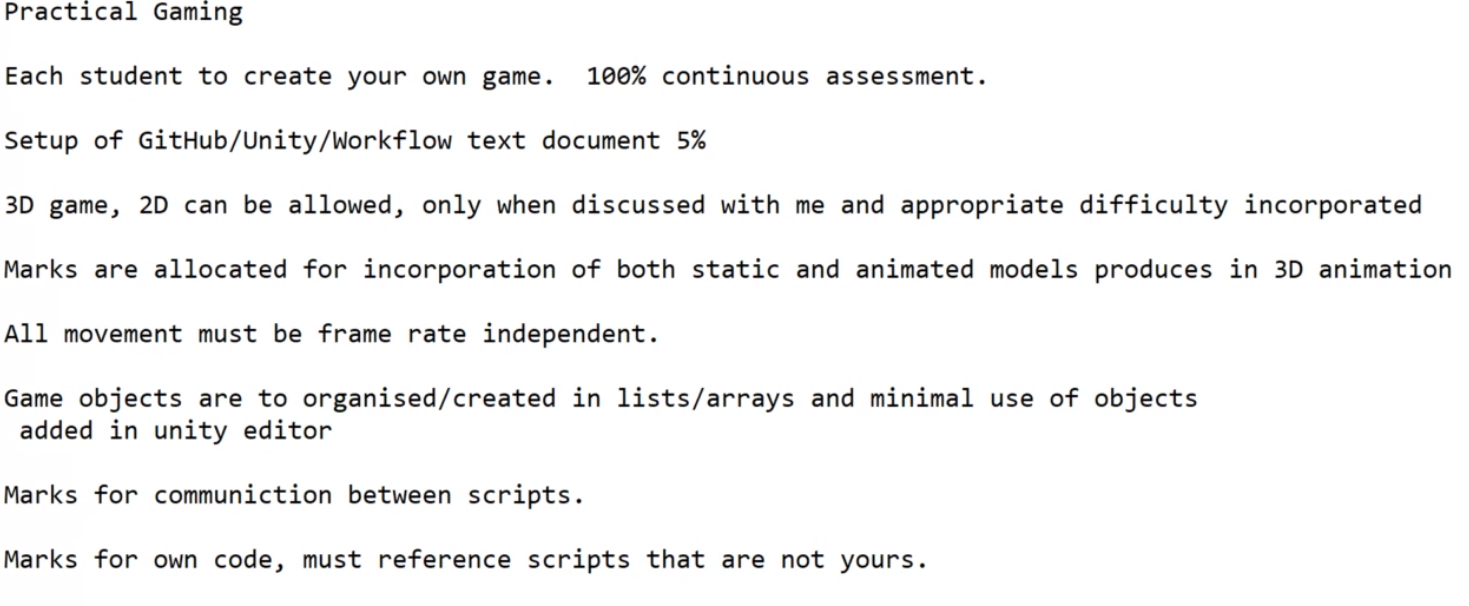 Practical Gaming
Each student to create your own game.  100% continuous assessment.
Setup of GitHub/Unity/Workflow text document 5%
3D game, 2D can be allowed, only when discussed with me and appropriate difficulty incorporated
Marks are allocated for incorporation of both static and animated models produces in 3D animation
All movement must be frame rate independent.
Game objects are to organised/created in lists/arrays and minimal use of objects
 added in unity editor
Marks for communiction between scripts.
Marks for own code, must reference scripts that are not yours.